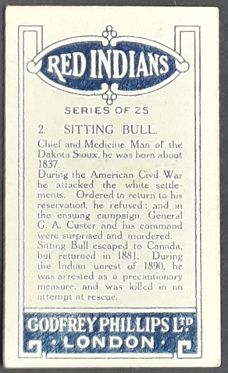 RED INDIANS
SERIES OF 25
2. SITTING BULL.
Chief and Medicine Man of the
Dakota Sioux, he was born about
1837.
During the American Civil War
he attacked the white settle-
ments. Ordered to return to his
reservation, he refused; and in
the ensuing campaign, General
G. A. Custer and his command
were surprised and murdered.
Sitting Bull escaped to Canada,
but returned in 1881. During
the Indian unrest of 1890, he
was arrested as a precautionary
measure, and was killed in an
attempt at rescue.
GODFREY PHILLIPS LTD
LONDON